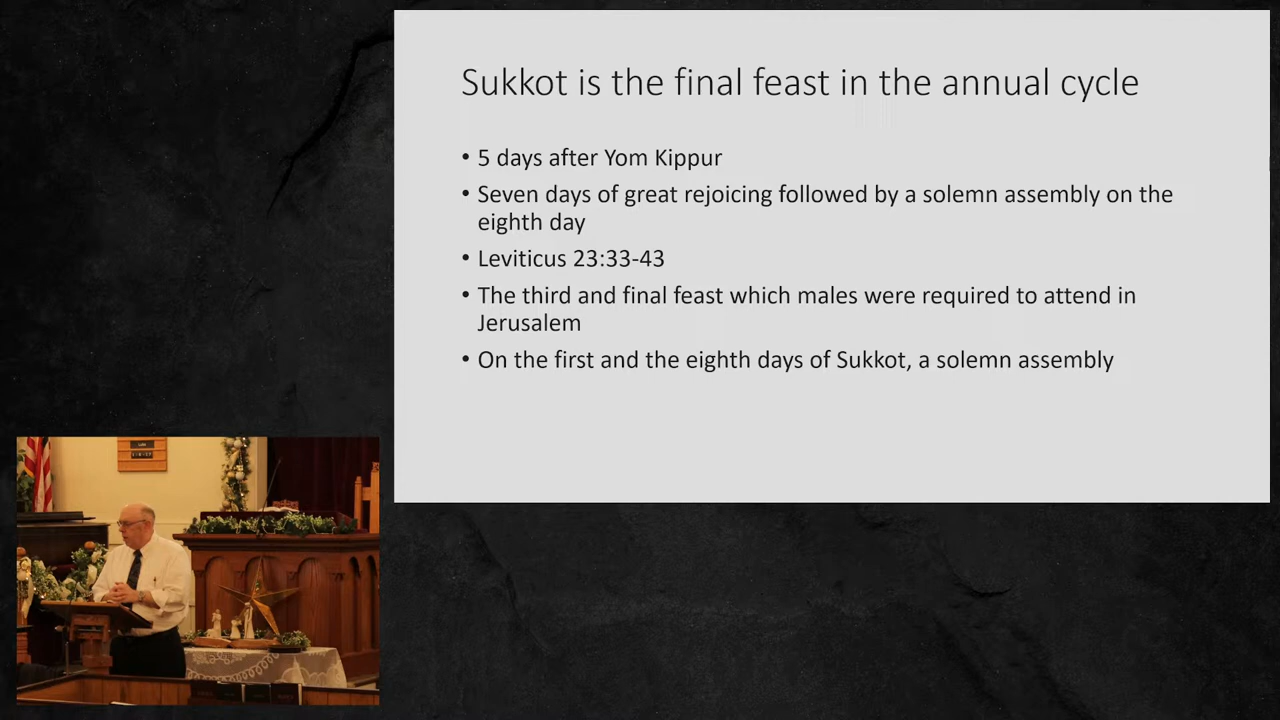 Sukkot is the final feast in the annual cycle
• 5 days after Yom Kippur
• Seven days of great rejoicing followed by a solemn assembly on the
eighth day
• Leviticus 23:33-43
• The third and final feast which males were required to attend in
Jerusalem
• On the first and the eighth days of Sukkot, a solemn assembly